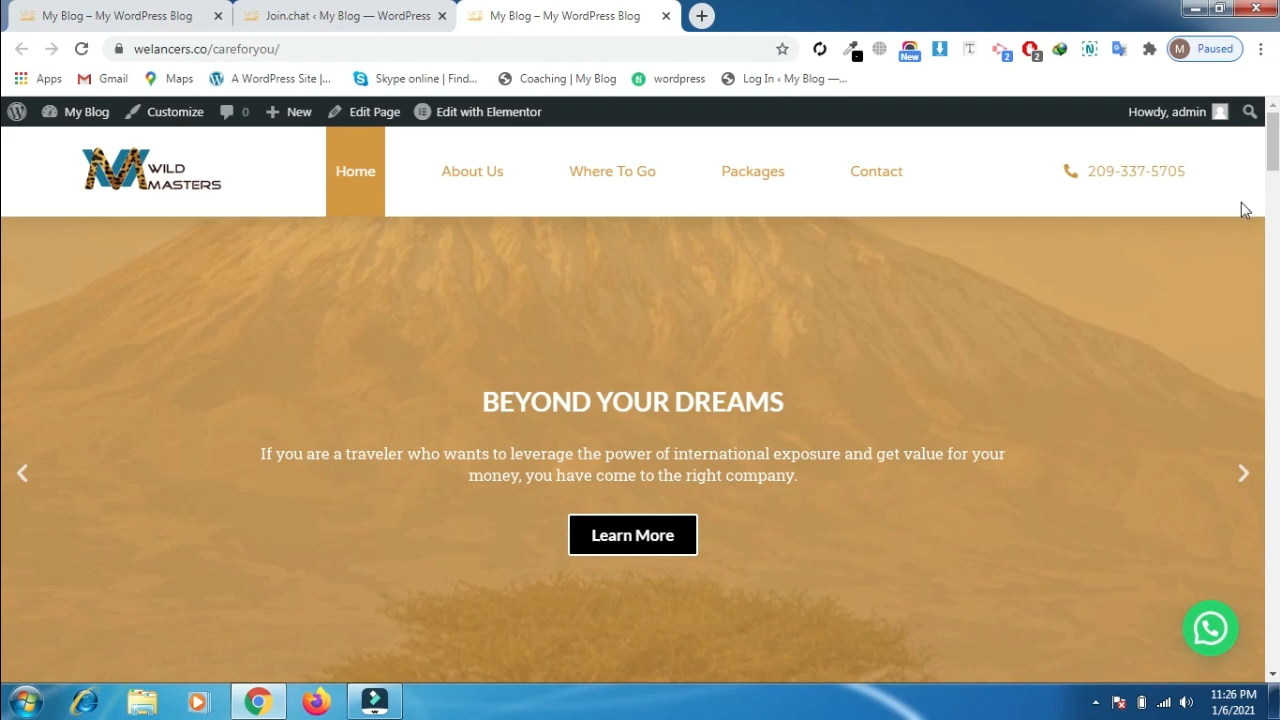 My Blog – My WordPress Blog
Join.chat ‹ My Blog — WordPress
My Blog – My WordPress Blog
welancers.co/careforyou/
New
2
2
M
Paused
Apps
Gmail
Maps
A WordPress Site |...
Skype online | Find...
Coaching | My Blog
wordpress
Log In ‹ My Blog —...
My Blog
Customize
0
New
Edit Page
Edit with Elementor
Howdy, admin
WILD
MASTERS
Home
About Us
Where To Go
Packages
Contact
209-337-5705
BEYOND YOUR DREAMS
If you are a traveler who wants to leverage the power of international exposure and get value for your
money, you have come to the right company.
Learn More
11:26 PM
1/6/2021